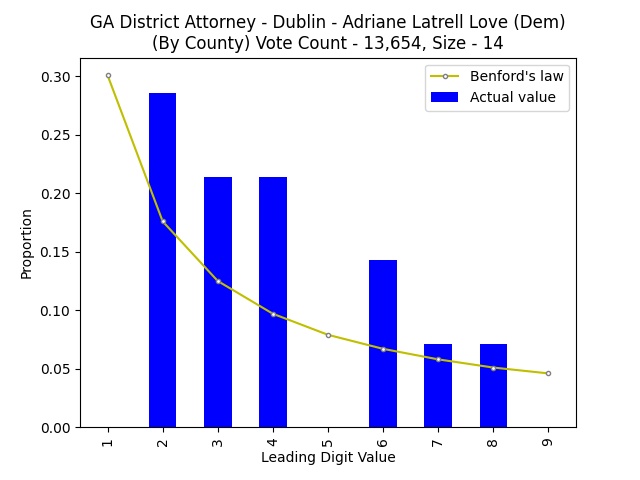 GA District Attorney - Dublin - Adriane Latrell Love (Dem)
(By County) Vote Count - 13,654, Size - 14
Benford's law
Actual value
0.30
0.25
0.20
0.15
0.10
0.05
0.00
Proportion
1 2 3 4 5 6 7 8 9
Leading Digit Value